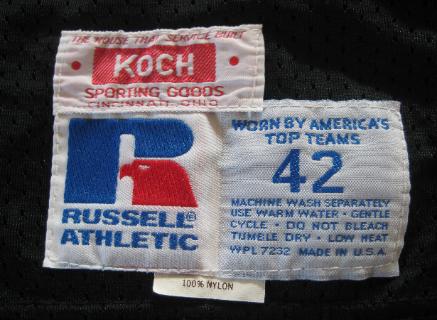 THE HOUSE THAT SERVICE BUILT
KOCH
SPORTING GOODS
CINCINNATI, OHIO
RUSSELL®
ATHLETIC
WORN BY AMERICA'S
TOP TEAMS
42
MACHINE WASH SEPARATELY
USE WARM WATER · GENTLE
CYCLE · DO NOT BLEACH
TUMBLE DRY · LOW HEAT
WPL 7232 MADE IN U.S.A.
100% NYLON